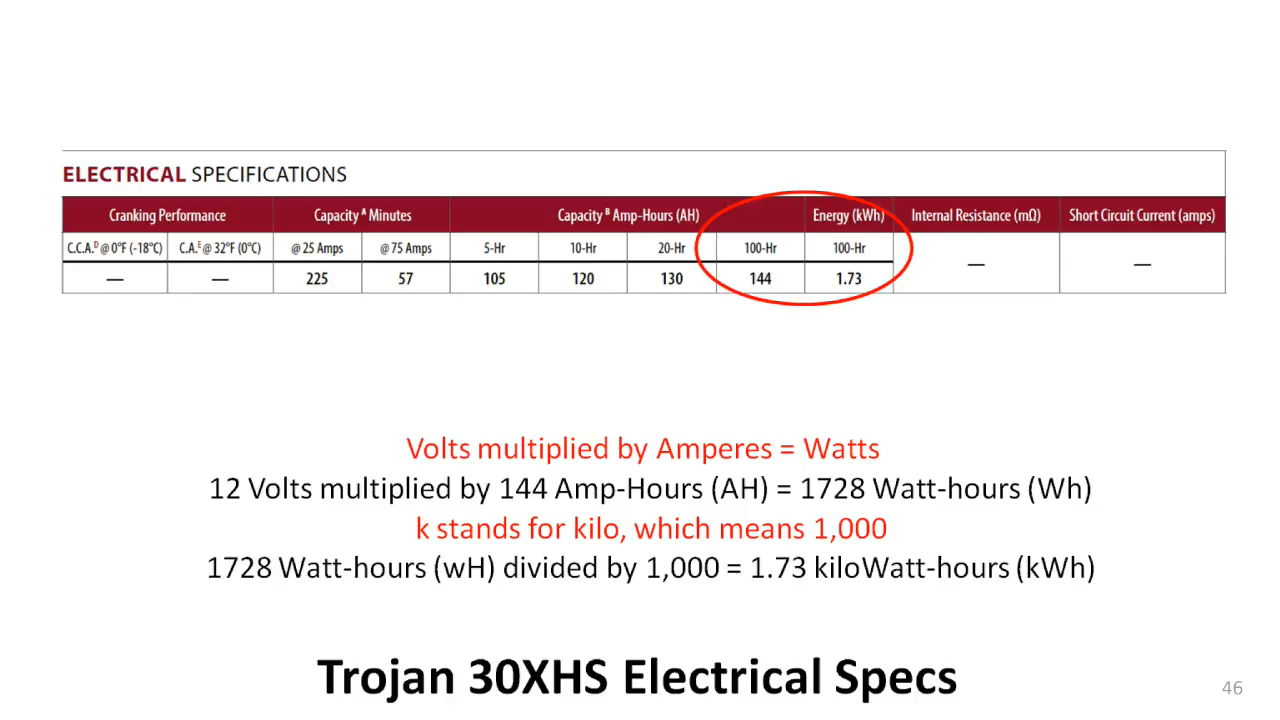 ELECTRICAL SPECIFICATIONS
Cranking Performance Capacity A Minutes Capacity B Amp-Hours (AH) Energy (kWh) Internal Resistance (mΩ) Short Circuit Current (amps)
C.C.A.D @ 0°F (-18°C) C.A.E @ 32°F (0°C) @ 25 Amps @ 75 Amps 5-Hr 10-Hr 20-Hr 100-Hr 100-Hr — —
— — 225 57 105 120 130 144 1.73
Volts multiplied by Amperes = Watts
12 Volts multiplied by 144 Amp-Hours (AH) = 1728 Watt-hours (Wh)
k stands for kilo, which means 1,000
1728 Watt-hours (wH) divided by 1,000 = 1.73 kiloWatt-hours (kWh)
Trojan 30XHS Electrical Specs
46